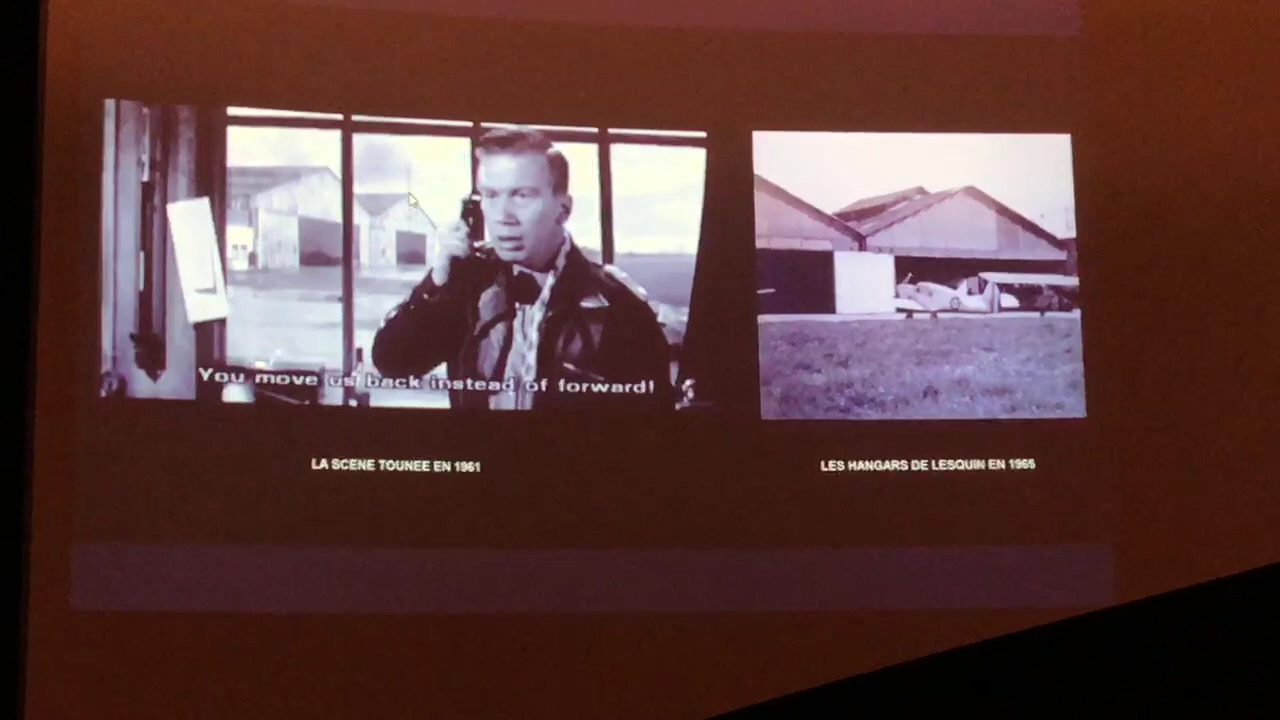 You move us back instead of forward!
LA SCENE TOUNEE EN 1961
LES HANGARS DE LESQUIN EN 1965